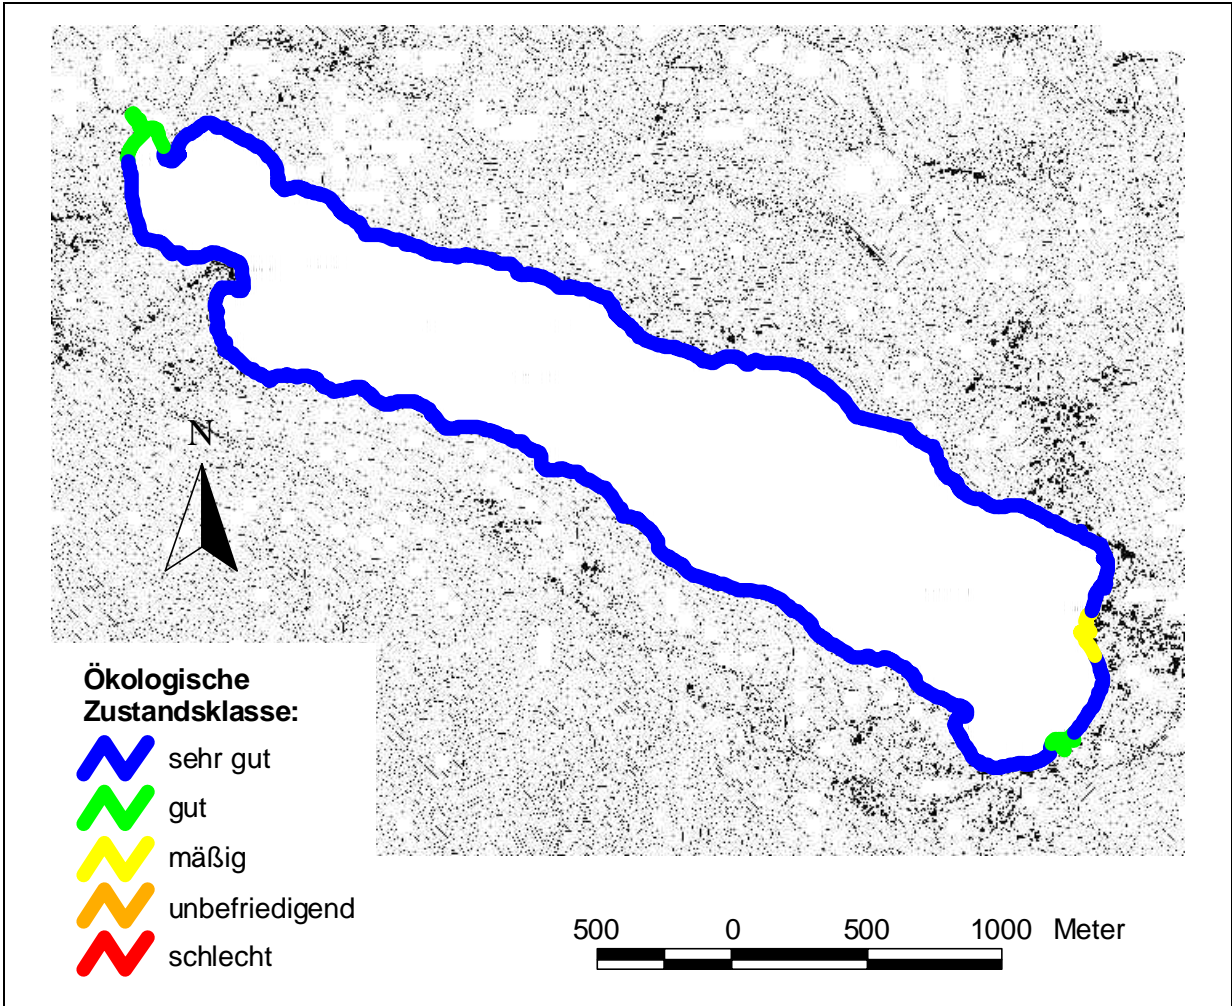 N
Ökologische
Zustandsklasse:
sehr gut
gut
mäßig
unbefriedigend
schlecht
500 0 500 1000 Meter